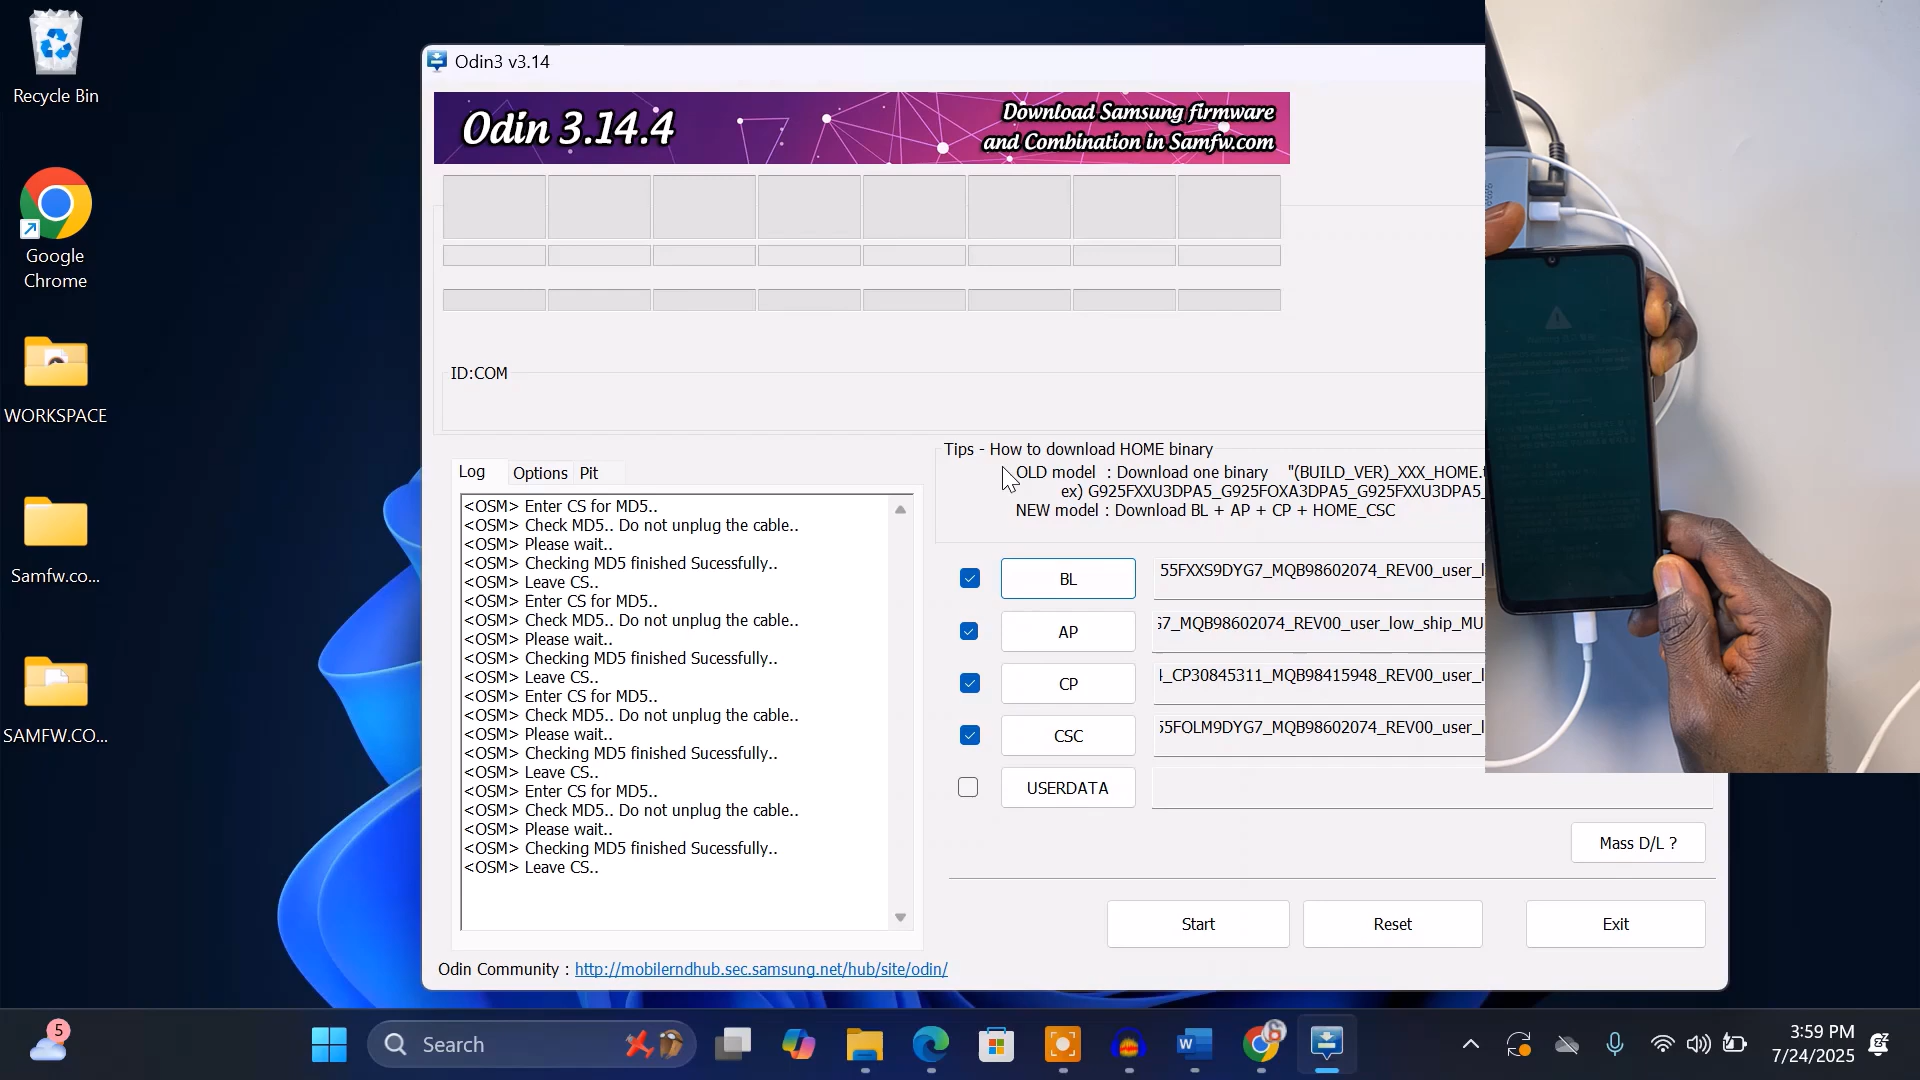 Recycle Bin
Google
Chrome
WORKSPACE
Samfw.co...
SAMFW.CO...
Odin3 v3.14
Odin 3.14.4
Download Samsung firmware
and Combination in Samfw.com
ID:COM
Log
Options
Pit
<OSM> Enter CS for MD5..
<OSM> Check MD5.. Do not unplug the cable..
<OSM> Please wait..
<OSM> Checking MD5 finished Sucessfully..
<OSM> Leave CS..
<OSM> Enter CS for MD5..
<OSM> Check MD5.. Do not unplug the cable..
<OSM> Please wait..
<OSM> Checking MD5 finished Sucessfully..
<OSM> Leave CS..
<OSM> Enter CS for MD5..
<OSM> Check MD5.. Do not unplug the cable..
<OSM> Please wait..
<OSM> Checking MD5 finished Sucessfully..
<OSM> Leave CS..
<OSM> Enter CS for MD5..
<OSM> Check MD5.. Do not unplug the cable..
<OSM> Please wait..
<OSM> Checking MD5 finished Sucessfully..
<OSM> Leave CS..
Tips - How to download HOME binary
OLD model : Download one binary "(BUILD_VER)_XXX_HOME.
ex) G925FXXU3DPA5_G925FOXA3DPA5_G925FXXU3DPA5_
NEW model : Download BL + AP + CP + HOME_CSC
BL
55FXXS9DYG7_MQB98602074_REV00_user_l
AP
G7_MQB98602074_REV00_user_low_ship_MU
CP
_CP30845311_MQB98415948_REV00_user_l
CSC
55FOLM9DYG7_MQB98602074_REV00_user_l
USERDATA
Mass D/L ?
Start
Reset
Exit
Odin Community : http://mobilerndhub.sec.samsung.net/hub/site/odin/
5
Search
6
3:59 PM
7/24/2025